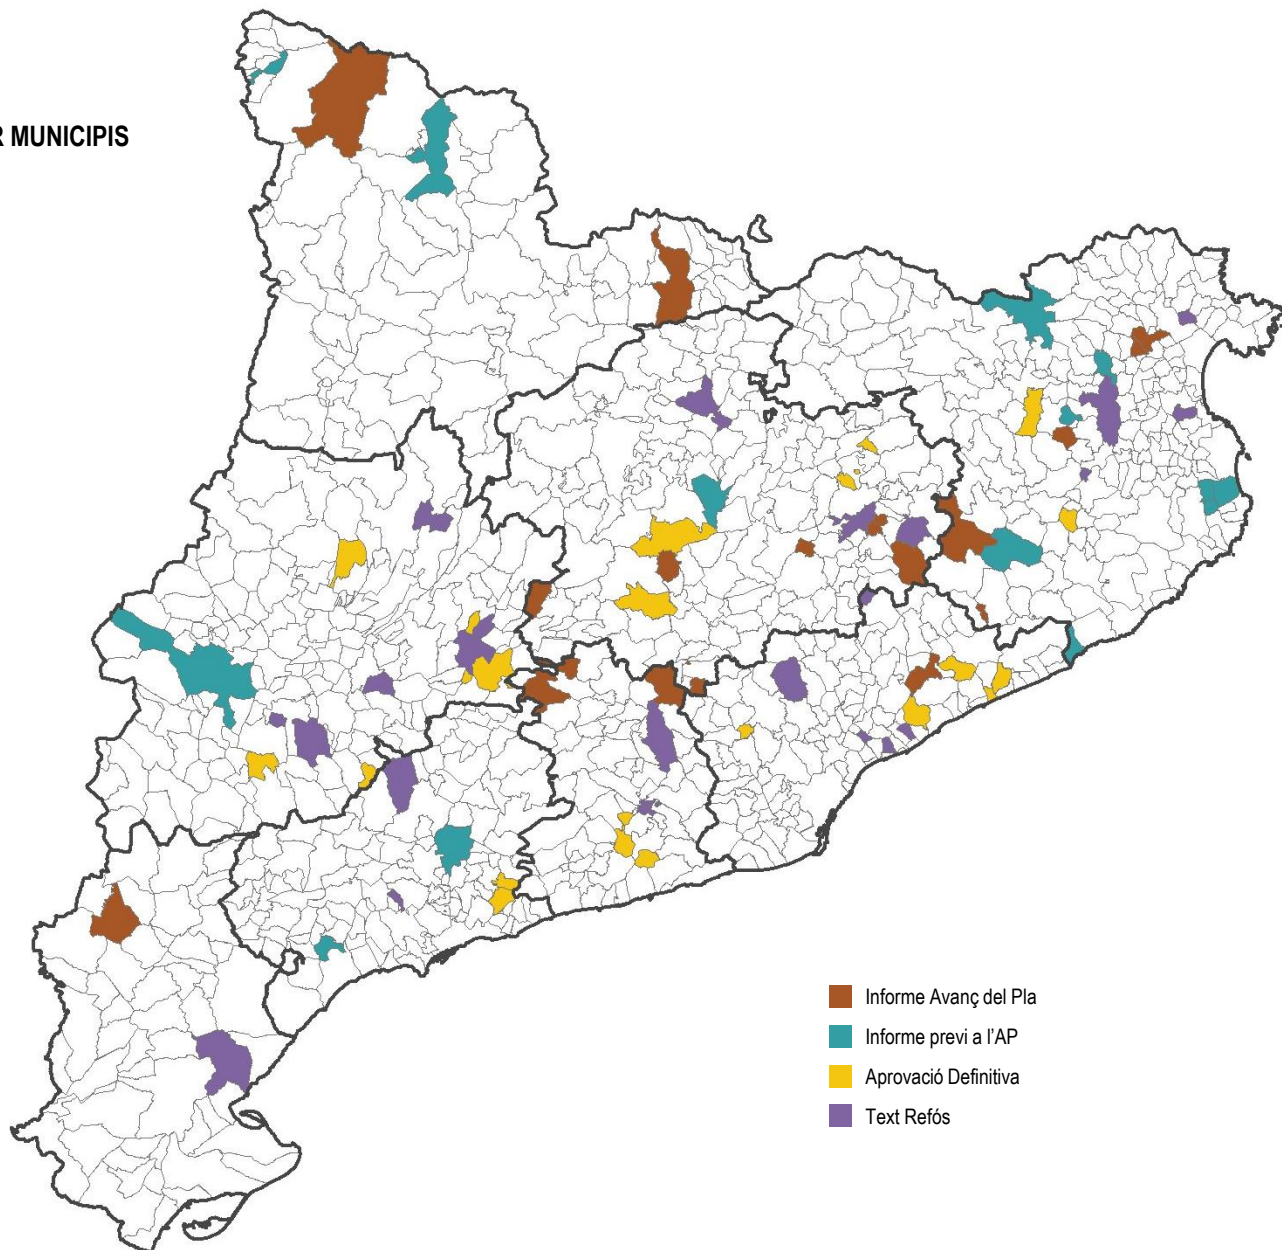 R MUNICIPIS
Informe Avanç del Pla
Informe previ a l'AP
Aprovació Definitiva
Text Refós